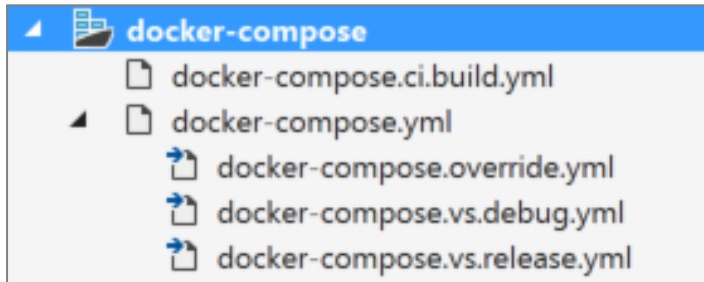 docker-compose
docker-compose.ci.build.yml
docker-compose.yml
docker-compose.override.yml
docker-compose.vs.debug.yml
docker-compose.vs.release.yml